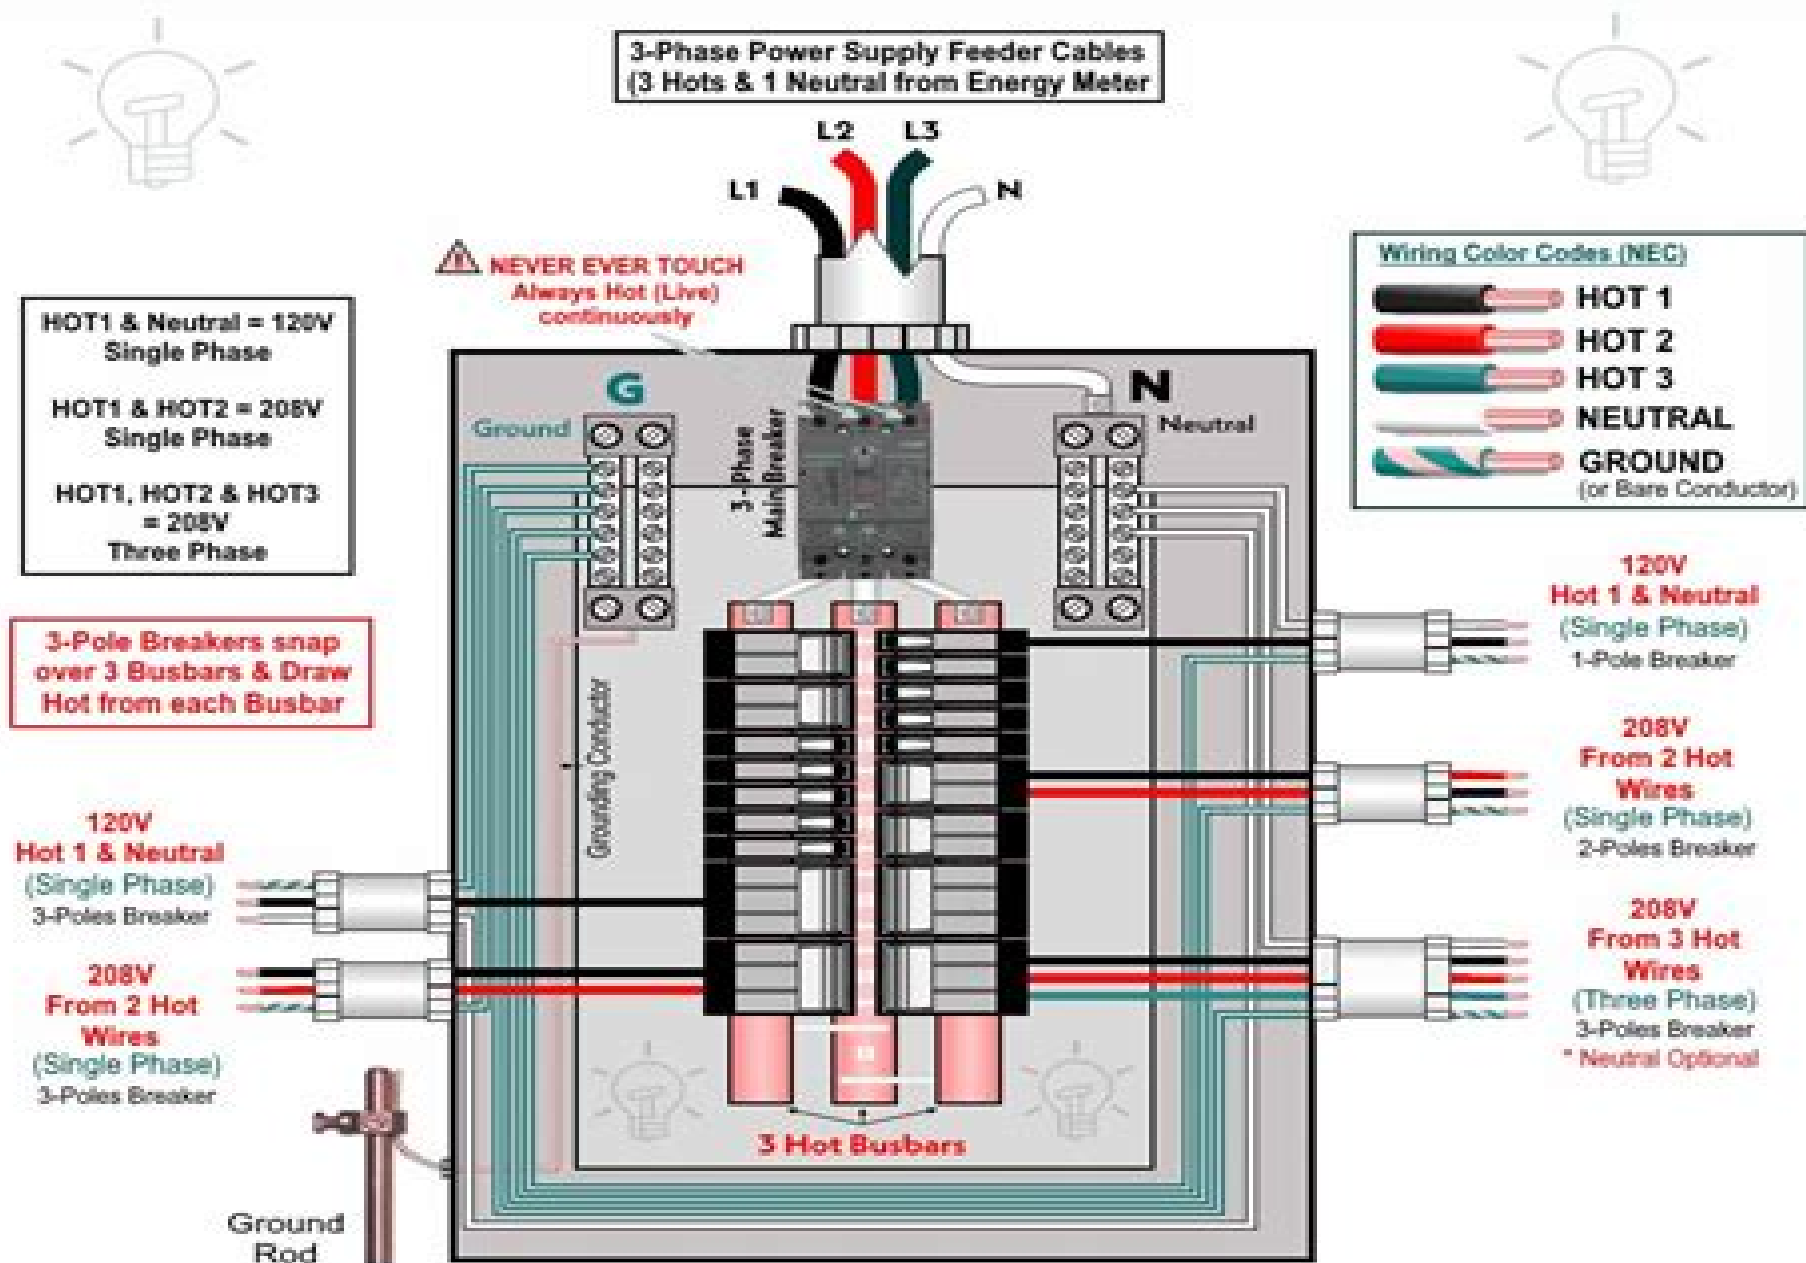 3-Phase Power Supply Feeder Cables
(3 Hots & 1 Neutral from Energy Meter
L2
L3
L1
N
NEVER EVER TOUCH
Always Hot (Live)
continuously
Wiring Color Codes (NEC)
HOT 1
HOT 2
HOT 3
NEUTRAL
GROUND
(or Bare Conductor)
HOT1 & Neutral = 120V
Single Phase
HOT1 & HOT2 = 208V
Single Phase
HOT1, HOT2 & HOT3
= 208V
Three Phase
G
Ground
3-Phase
Main Breaker
N
Neutral
3-Pole Breakers snap
over 3 Busbars & Draw
Hot from each Busbar
Grounding Conductor
120V
Hot 1 & Neutral
(Single Phase)
1-Pole Breaker
208V
From 2 Hot
Wires
(Single Phase)
2-Poles Breaker
120V
Hot 1 & Neutral
(Single Phase)
3-Poles Breaker
208V
From 2 Hot
Wires
(Single Phase)
3-Poles Breaker
208V
From 3 Hot
Wires
(Three Phase)
3-Poles Breaker
* Neutral Optional
3 Hot Busbars
Ground
Rod